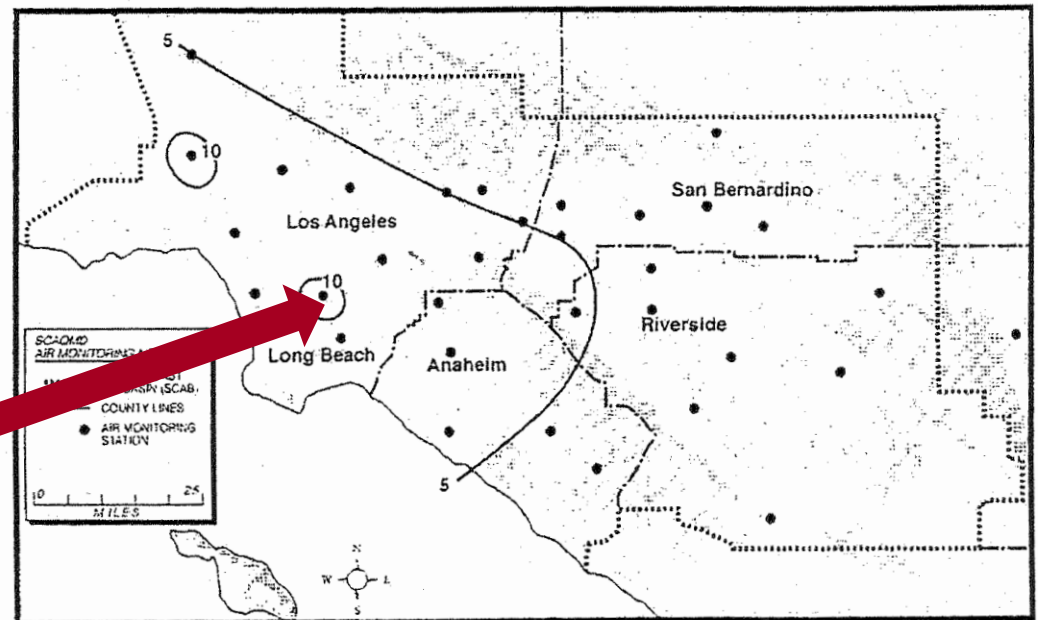 5
10
San Bernardino
Los Angeles
10
Riverside
Long Beach
Anaheim
SCAQMD
AIR MONITORING
(SCAB)
COUNTY LINES
AIR MONITORING
STATION
0 25
MILES
5
N
W
S